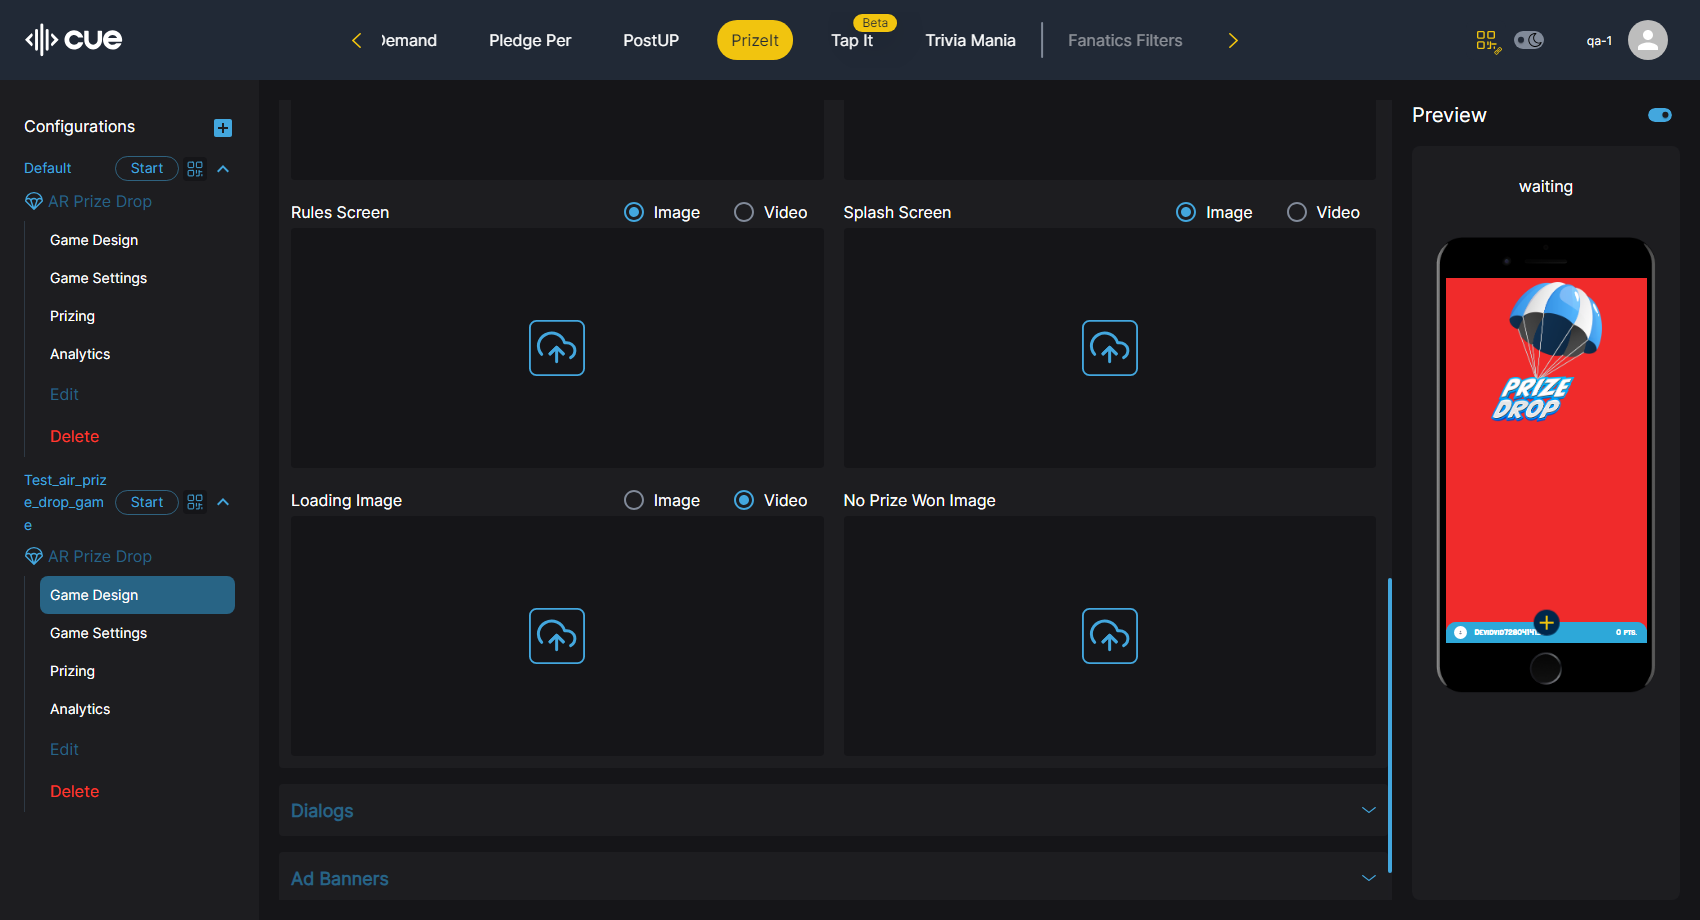 cue
Demand
Pledge Per
PostUP
PrizeIt
Beta
Tap It
Trivia Mania
Fanatics Filters
qa-1
Configurations
Default
Start
AR Prize Drop
Game Design
Game Settings
Prizing
Analytics
Edit
Delete
Test_air_priz
e_drop_gam
e
Start
AR Prize Drop
Game Design
Game Settings
Prizing
Analytics
Edit
Delete
Rules Screen
Image
Video
Splash Screen
Image
Video
Loading Image
Image
Video
No Prize Won Image
Dialogs
Ad Banners
Preview
waiting
PRIZE
DROP
0 PTS.